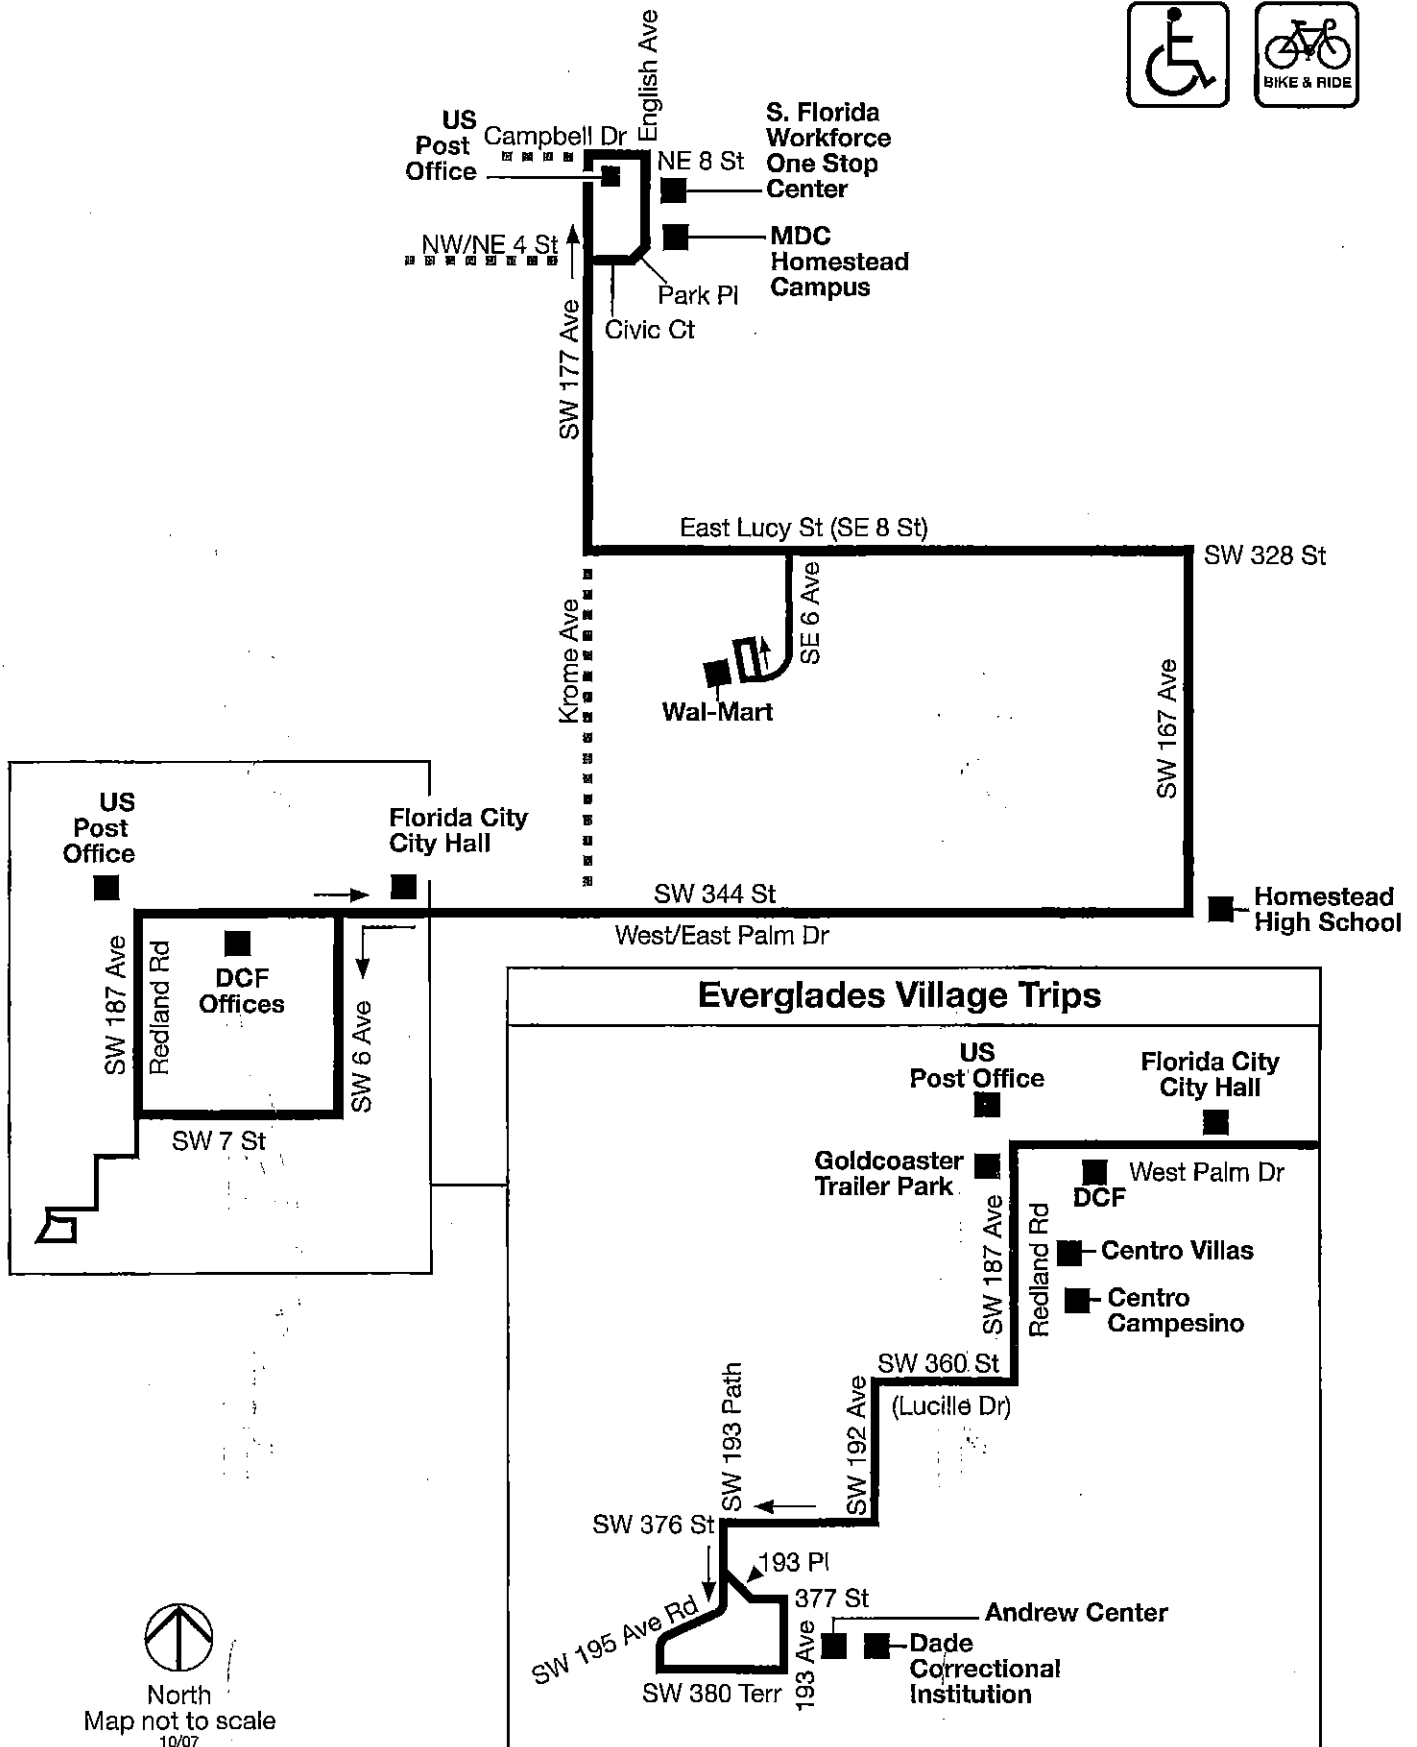 BIKE & RIDE
English Ave
US
Post
Office
Campbell Dr
NE 8 St
S. Florida
Workforce
One Stop
Center
NW/NE 4 St
MDC
Homestead
Campus
Park Pl
Civic Ct
SW 177 Ave
East Lucy St (SE 8 St)
SW 328 St
SE 6 Ave
Krome Ave
Wal-Mart
SW 167 Ave
US
Post
Office
Florida City
City Hall
SW 344 St
West/East Palm Dr
Homestead
High School
DCF
Offices
SW 187 Ave
Redland Rd
SW 6 Ave
SW 7 St
Everglades Village Trips
US
Post Office
Florida City
City Hall
Goldcoaster
Trailer Park
DCF
West Palm Dr
SW 187 Ave
Redland Rd
Centro Villas
Centro
Campesino
SW 360 St
(Lucille Dr)
SW 193 Path
SW 192 Ave
SW 376 St
193 Pl
377 St
SW 195 Ave Rd
193 Ave
SW 380 Terr
Andrew Center
Dade
Correctional
Institution
North
Map not to scale
10/07